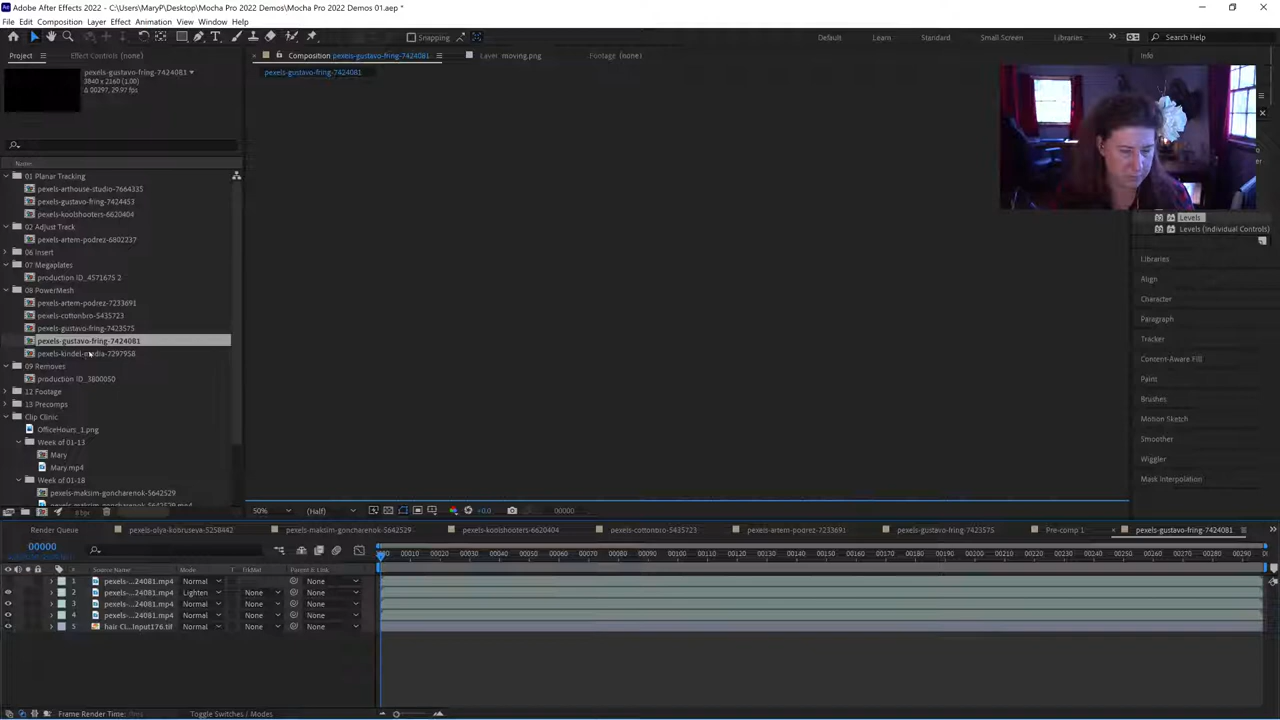 Adobe After Effects 2022 - C:\Users\MaryP\Desktop\Mocha Pro 2022 Demos\Mocha Pro 2022 Demos 01.aep *
File Edit Composition Layer Effect Animation View Window Help
Snapping
Default Learn Standard Small Screen Libraries Search Help
Project Effect Controls (none) Composition pexels-gustavo-fring-7424081 Layer moving.png Footage (none) Info
pexels-gustavo-fring-7424081
pexels-gustavo-fring-7424081
3840 x 2160 (1.00)
Δ 00297, 29.97 fps
01 Planar Tracking
pexels-arthouse-studio-7664335
pexels-gustavo-fring-7424453
pexels-koolshooters-6620404
02 Adjust Track
pexels-artem-podrez-6802237
06 Insert
07 Megaplates
production ID_4571675 2
08 PowerMesh
pexels-artem-podrez-7233691
pexels-cottonbro-5435723
pexels-gustavo-fring-7423575
pexels-gustavo-fring-7424081
pexels-kindel-media-7297958
09 Removes
production ID_3800050
12 Footage
13 Precomps
Clip Clinic
OfficeHours_1.png
Week of 01-13
Mary
Mary.mp4
Week of 01-18
pexels-maksim-goncharenok-5642529
pexels-maksim-goncharenok-5642529.mp4
Levels
Levels (Individual Controls)
Libraries
Align
Character
Paragraph
Tracker
Content-Aware Fill
Paint
Brushes
Motion Sketch
Smoother
Wiggler
Mask Interpolation
8 bpc
50% (Half) +0.0 00000
Render Queue pexels-olya-kobruseva-5258442 pexels-maksim-goncharenok-5642529 pexels-koolshooters-6620404 pexels-cottonbro-5435723 pexels-artem-podrez-7233691 pexels-gustavo-fring-7423575 Pre-comp 1 pexels-gustavo-fring-7424081
00000
00010 00020 00030 00040 00050 00060 00070 00080 00090 00100 00110 00120 00130 00140 00150 00160 00170 00180 00190 00200 00210 00220 00230 00240 00250 00260 00270 00280 00290
# Source Name Mode T TrkMat Parent & Link
1 pexels-...24081.mp4 Normal None
2 pexels-...24081.mp4 Lighten None None
3 pexels-...24081.mp4 Normal None None
4 pexels-...24081.mp4 Normal None None
5 hair Cl...Input176.tif Normal None None
Frame Render Time: Toggle Switches / Modes